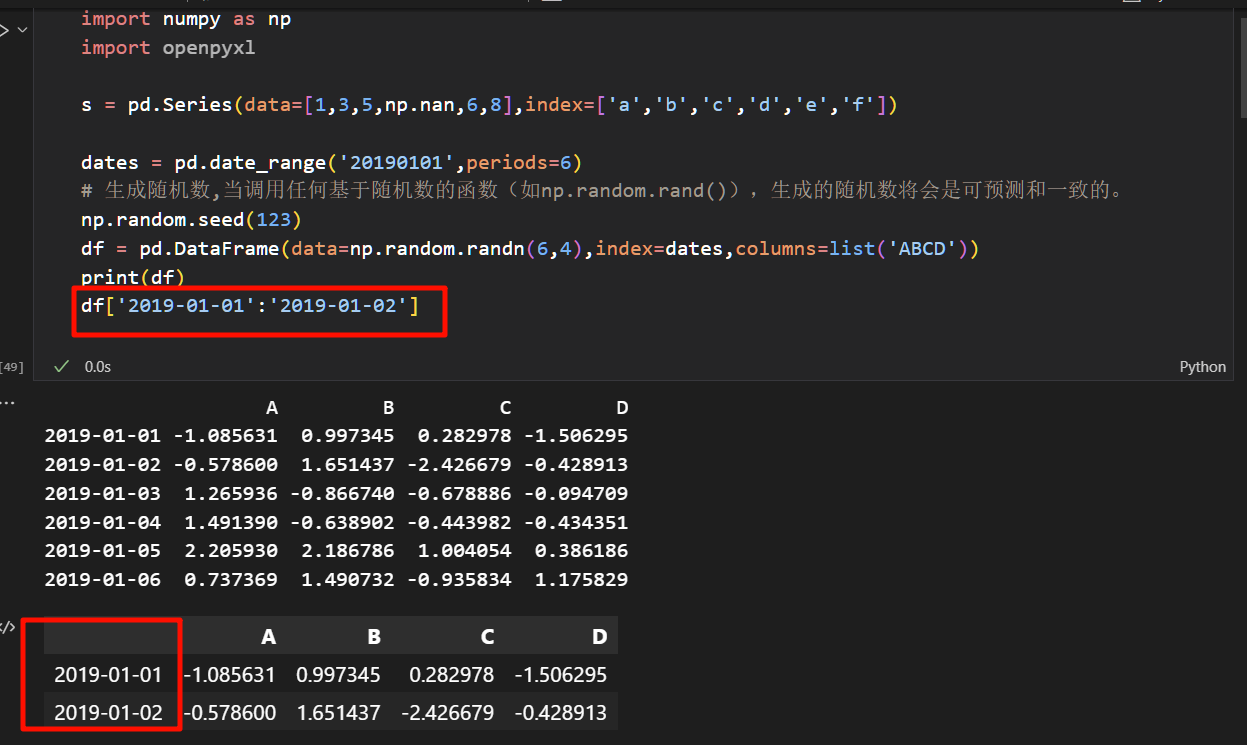 import numpy as np
import openpyxl
s = pd.Series(data=[1,3,5,np.nan,6,8],index=['a','b','c','d','e','f'])
dates = pd.date_range('20190101',periods=6)
# 生成随机数,当调用任何基于随机数的函数（如np.random.rand()），生成的随机数将会是可预测和一致的。
np.random.seed(123)
df = pd.DataFrame(data=np.random.randn(6,4),index=dates,columns=list('ABCD'))
print(df)
df['2019-01-01':'2019-01-02']
[49] 0.0s Python
A B C D
2019-01-01 -1.085631 0.997345 0.282978 -1.506295
2019-01-02 -0.578600 1.651437 -2.426679 -0.428913
2019-01-03 1.265936 -0.866740 -0.678886 -0.094709
2019-01-04 1.491390 -0.638902 -0.443982 -0.434351
2019-01-05 2.205930 2.186786 1.004054 0.386186
2019-01-06 0.737369 1.490732 -0.935834 1.175829
A B C D
2019-01-01 -1.085631 0.997345 0.282978 -1.506295
2019-01-02 -0.578600 1.651437 -2.426679 -0.428913